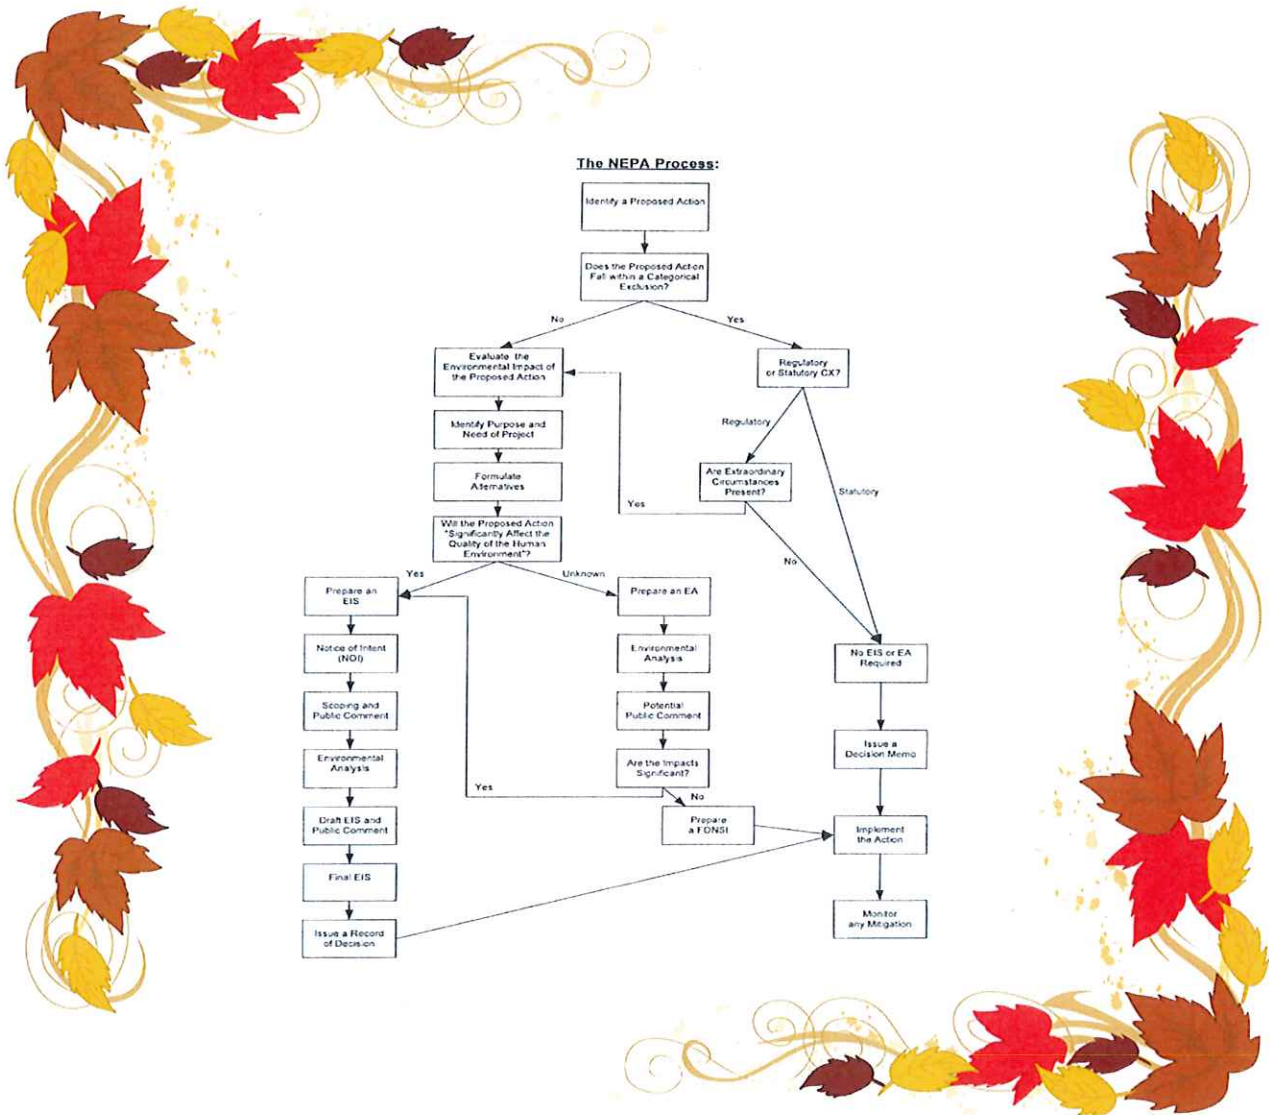 The NEPA Process:
Identify a Proposed Action
Does the Proposed Action
Fall within a Categorical
Exclusion?
No
Yes
Evaluate the
Environmental Impact of
the Proposed Action
Regulatory
or Statutory CX?
Identify Purpose and
Need of Project
Regulatory
Formulate
Alternatives
Are Extraordinary
Circumstances
Present?
Statutory
Yes
Will the Proposed Action
"Significantly Affect the
Quality of the Human
Environment"?
No
Yes
Unknown
Prepare an
EIS
Prepare an EA
Notice of Intent
(NOI)
Environmental
Analysis
No EIS or EA
Required
Scoping and
Public Comment
Potential
Public Comment
Issue a
Decision Memo
Environmental
Analysis
Are the Impacts
Significant?
Yes
No
Draft EIS and
Public Comment
Prepare
a FONSI
Implement
the Action
Final EIS
Issue a Record
of Decision
Monitor
any Mitigation